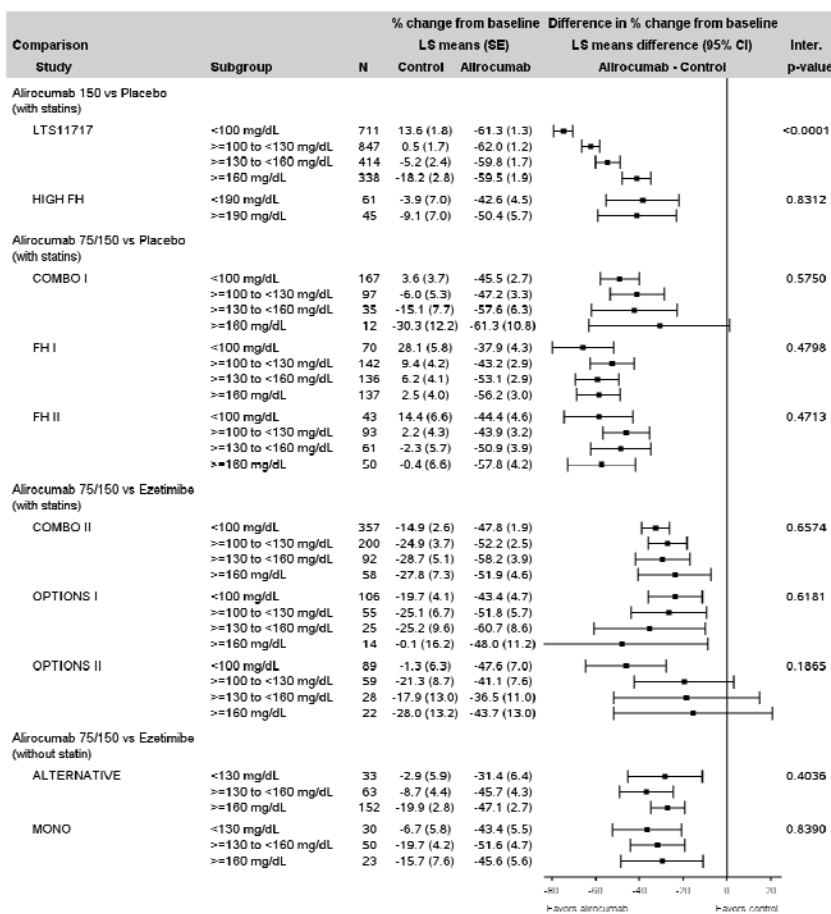 % change from baseline Difference in % change from baseline
Comparison LS means (SE) LS means difference (95% CI) Inter.
Study Subgroup N Control Alirocumab Alirocumab - Control p-value
Alirocumab 150 vs Placebo
(with statins)
LTS11717 <100 mg/dL 711 13.6 (1.8) -61.3 (1.3) <0.0001
>=100 to <130 mg/dL 847 0.5 (1.7) -62.0 (1.2)
>=130 to <160 mg/dL 414 -5.2 (2.4) -59.8 (1.7)
>=160 mg/dL 338 -18.2 (2.8) -59.5 (1.9)
HIGH FH <190 mg/dL 61 -3.9 (7.0) -42.6 (4.5) 0.8312
>=190 mg/dL 45 -9.1 (7.0) -50.4 (5.7)
Alirocumab 75/150 vs Placebo
(with statins)
COMBO I <100 mg/dL 167 3.6 (3.7) -45.5 (2.7) 0.5750
>=100 to <130 mg/dL 97 -6.0 (5.3) -47.2 (3.3)
>=130 to <160 mg/dL 35 -15.1 (7.7) -57.6 (6.3)
>=160 mg/dL 12 -30.3 (12.2) -61.3 (10.8)
FH I <100 mg/dL 70 28.1 (5.8) -37.9 (4.3) 0.4798
>=100 to <130 mg/dL 142 9.4 (4.2) -43.2 (2.9)
>=130 to <160 mg/dL 136 6.2 (4.1) -53.1 (2.9)
>=160 mg/dL 137 2.5 (4.0) -56.2 (3.0)
FH II <100 mg/dL 43 14.4 (6.6) -44.4 (4.6) 0.4713
>=100 to <130 mg/dL 93 2.2 (4.3) -43.9 (3.2)
>=130 to <160 mg/dL 61 -2.3 (5.7) -50.9 (3.9)
>=160 mg/dL 50 -0.4 (6.6) -57.8 (4.2)
Alirocumab 75/150 vs Ezetimibe
(with statins)
COMBO II <100 mg/dL 357 -14.9 (2.6) -47.8 (1.9) 0.6574
>=100 to <130 mg/dL 200 -24.9 (3.7) -52.2 (2.5)
>=130 to <160 mg/dL 92 -28.7 (5.1) -58.2 (3.9)
>=160 mg/dL 58 -27.8 (7.3) -51.9 (4.6)
OPTIONS I <100 mg/dL 106 -19.7 (4.1) -43.4 (4.7) 0.6181
>=100 to <130 mg/dL 55 -25.1 (6.7) -51.8 (5.7)
>=130 to <160 mg/dL 25 -25.2 (9.6) -60.7 (8.6)
>=160 mg/dL 14 -0.1 (16.2) -48.0 (11.2)
OPTIONS II <100 mg/dL 89 -1.3 (6.3) -47.6 (7.0) 0.1865
>=100 to <130 mg/dL 59 -21.3 (8.7) -41.1 (7.6)
>=130 to <160 mg/dL 28 -17.9 (13.0) -36.5 (11.0)
>=160 mg/dL 22 -28.0 (13.2) -43.7 (13.0)
Alirocumab 75/150 vs Ezetimibe
(without statin)
ALTERNATIVE <130 mg/dL 33 -2.9 (5.9) -31.4 (6.4) 0.4036
>=130 to <160 mg/dL 63 -8.7 (4.4) -45.7 (4.3)
>=160 mg/dL 152 -19.9 (2.8) -47.1 (2.7)
MONO <130 mg/dL 30 -6.7 (5.8) -43.4 (5.5) 0.8390
>=130 to <160 mg/dL 50 -19.7 (4.2) -51.6 (4.7)
>=160 mg/dL 23 -15.7 (7.6) -45.6 (5.6)
-80 -60 -40 -20 0 20
Favors alirocumab Favors control